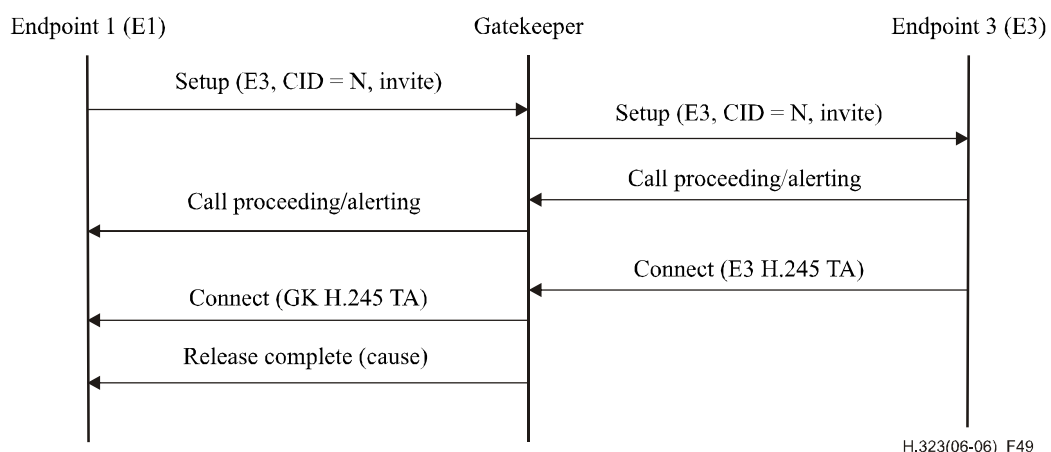 Endpoint 1 (E1)
Gatekeeper
Endpoint 3 (E3)
Setup (E3, CID = N, invite)
Setup (E3, CID = N, invite)
Call proceeding/alerting
Call proceeding/alerting
Connect (E3 H.245 TA)
Connect (GK H.245 TA)
Release complete (cause)
H.323(06-06)_F49